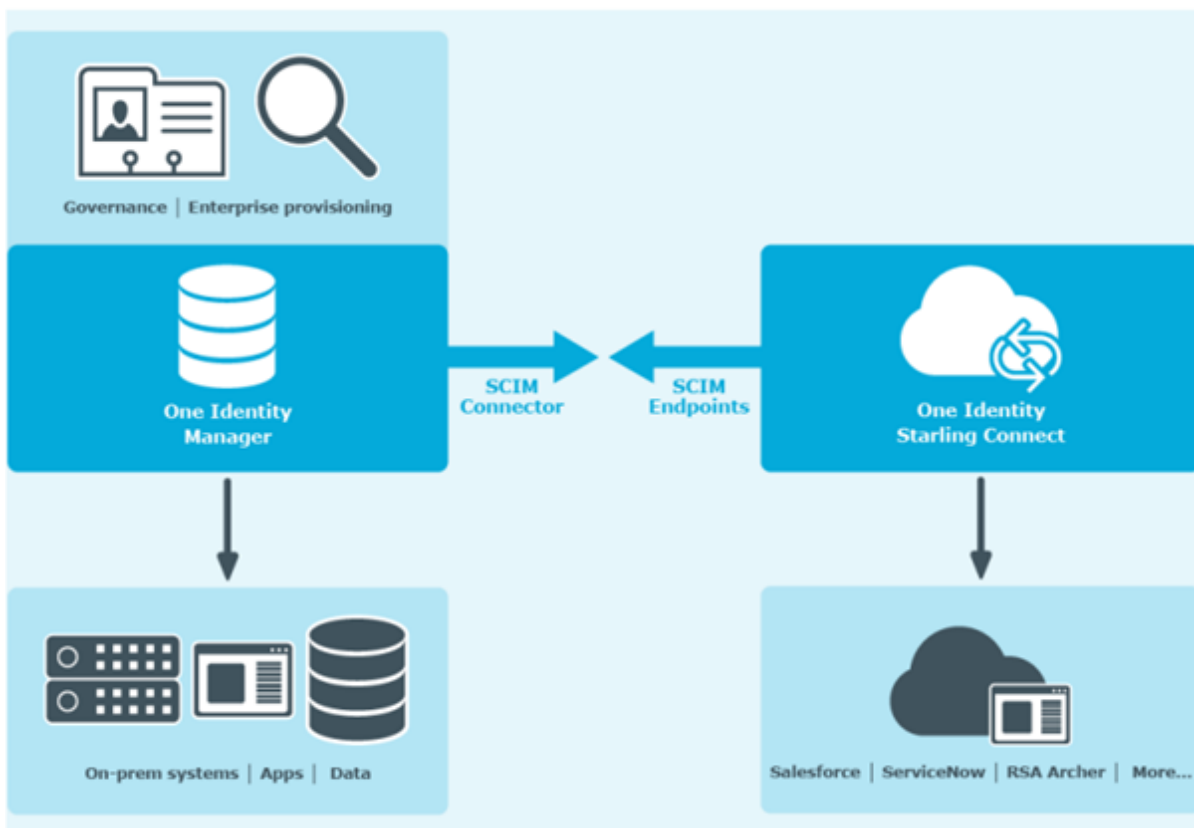 Governance | Enterprise provisioning
One Identity
Manager
SCIM
Connector
SCIM
Endpoints
One Identity
Starling Connect
On-prem systems | Apps | Data
Salesforce | ServiceNow | RSA Archer | More...